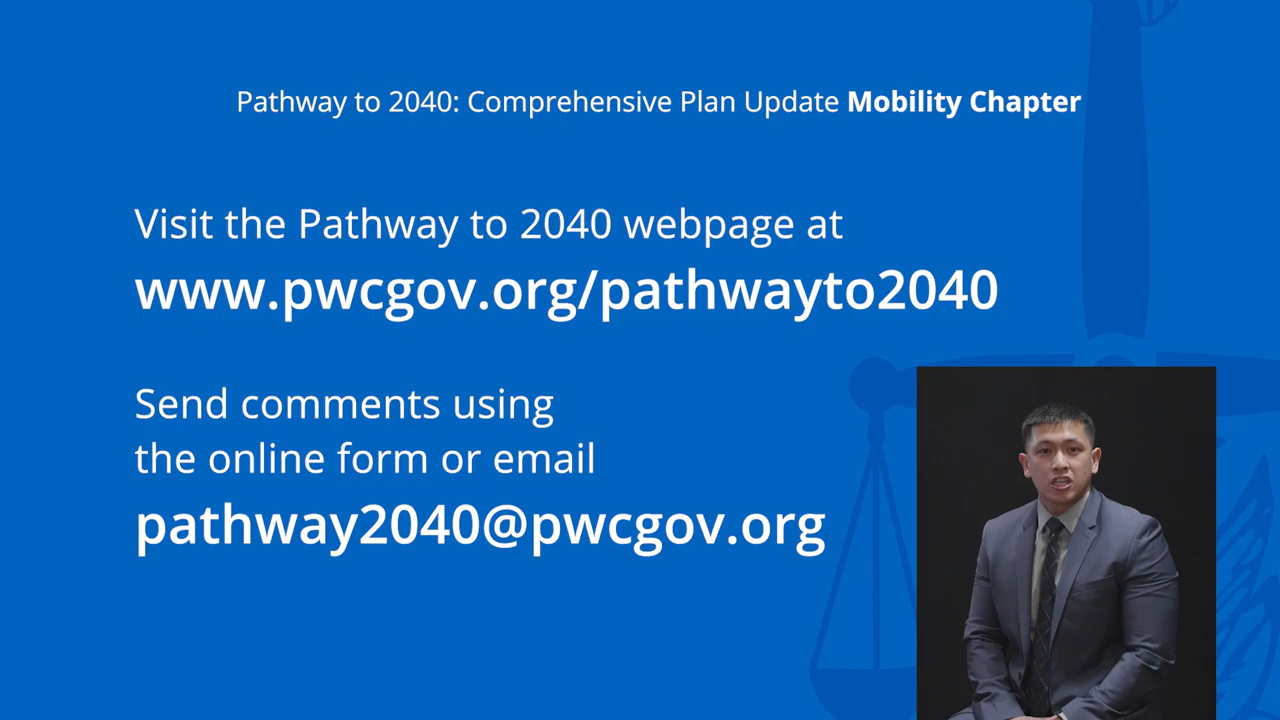 Pathway to 2040: Comprehensive Plan Update Mobility Chapter
Visit the Pathway to 2040 webpage at
www.pwcgov.org/pathwayto2040
Send comments using
the online form or email
pathway2040@pwcgov.org